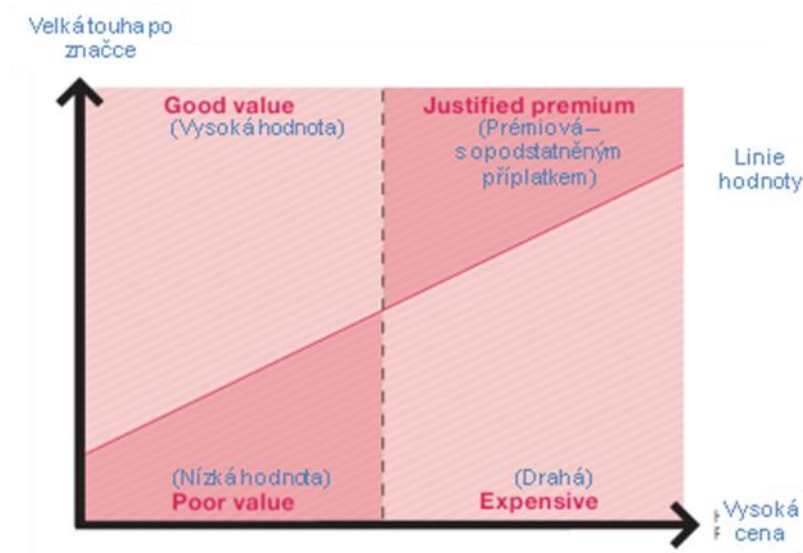 Velká touha po
značce
Good value
(Vysoká hodnota)
Justified premium
(Prémiová –
s opodstatněným
příplatkem)
Linie
hodnoty
(Nízká hodnota)
Poor value
(Drahá)
Expensive
Vysoká
cena